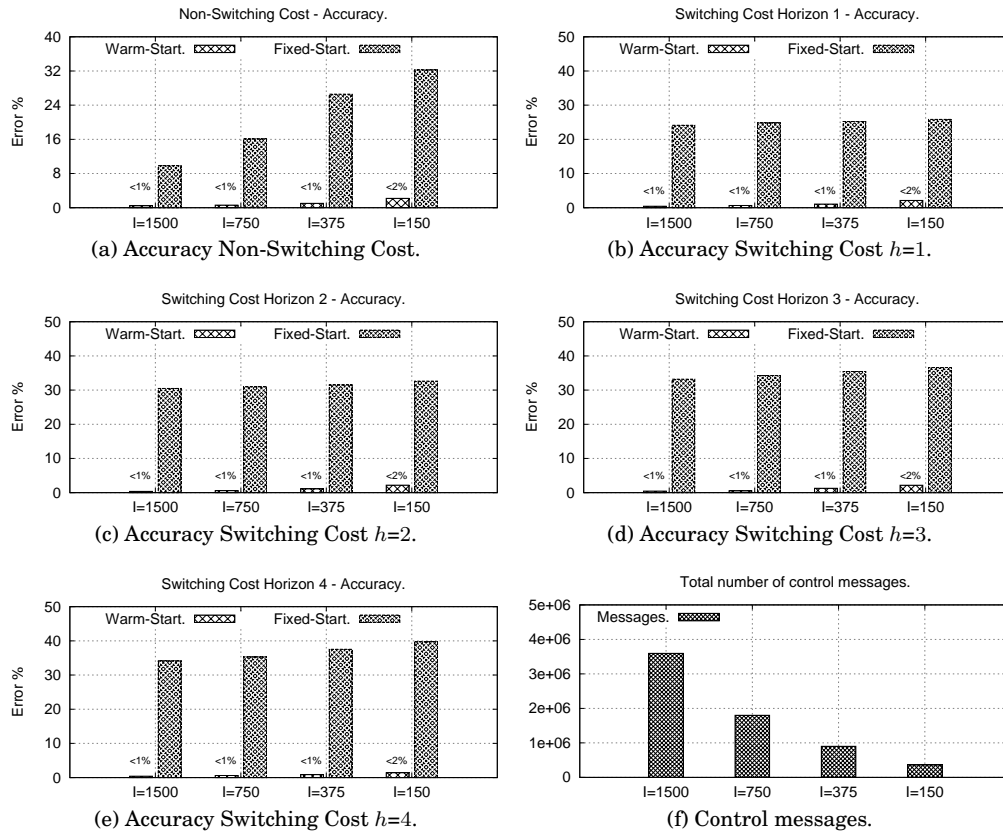 Non-Switching Cost - Accuracy.
40
32
24
16
8
0
Error %
Warm-Start.
Fixed-Start.
<1%
<1%
<1%
<2%
I=1500
I=750
I=375
I=150
(a) Accuracy Non-Switching Cost.
Switching Cost Horizon 1 - Accuracy.
50
40
30
20
10
0
Error %
Warm-Start.
Fixed-Start.
<1%
<1%
<1%
<2%
I=1500
I=750
I=375
I=150
(b) Accuracy Switching Cost h=1.
Switching Cost Horizon 2 - Accuracy.
50
40
30
20
10
0
Error %
Warm-Start.
Fixed-Start.
<1%
<1%
<1%
<2%
I=1500
I=750
I=375
I=150
(c) Accuracy Switching Cost h=2.
Switching Cost Horizon 3 - Accuracy.
50
40
30
20
10
0
Error %
Warm-Start.
Fixed-Start.
<1%
<1%
<1%
<2%
I=1500
I=750
I=375
I=150
(d) Accuracy Switching Cost h=3.
Switching Cost Horizon 4 - Accuracy.
50
40
30
20
10
0
Error %
Warm-Start.
Fixed-Start.
<1%
<1%
<1%
<2%
I=1500
I=750
I=375
I=150
(e) Accuracy Switching Cost h=4.
Total number of control messages.
5e+06
4e+06
3e+06
2e+06
1e+06
0
Messages.
I=1500
I=750
I=375
I=150
(f) Control messages.